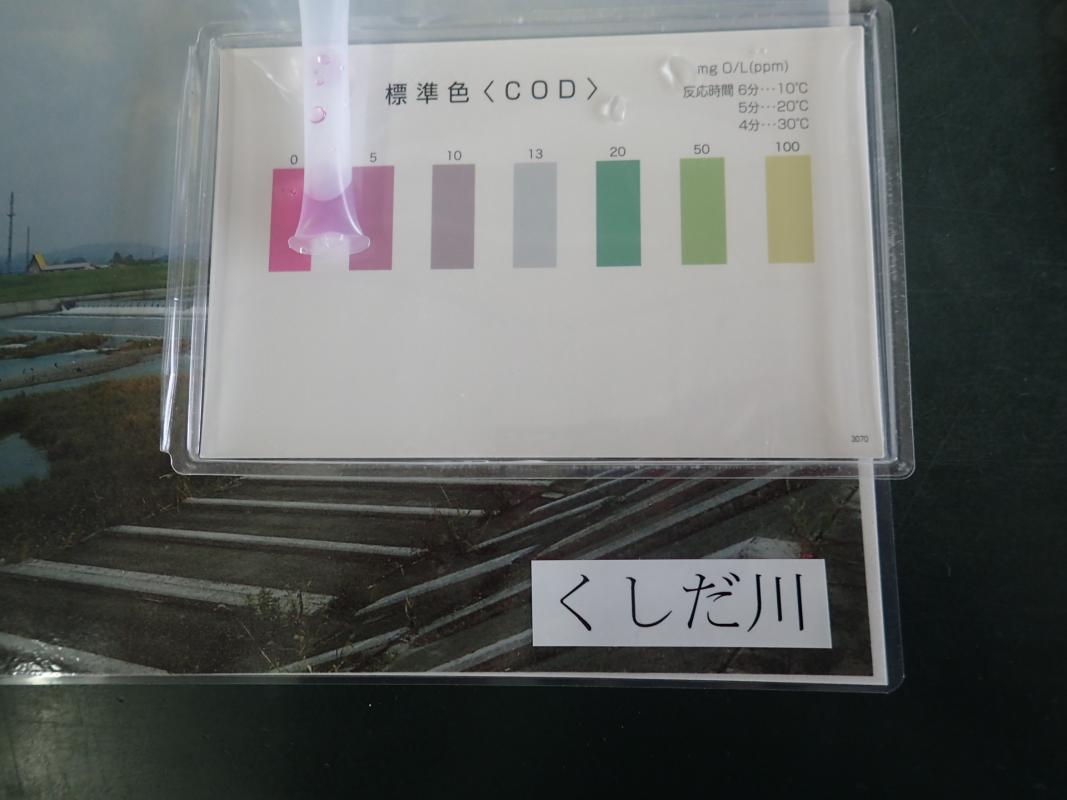 標準色〈COD〉
mg O/L(ppm)
反応時間 6分…10℃
5分…20℃
4分…30℃
0 5 10 13 20 50 100
3070
くしだ川